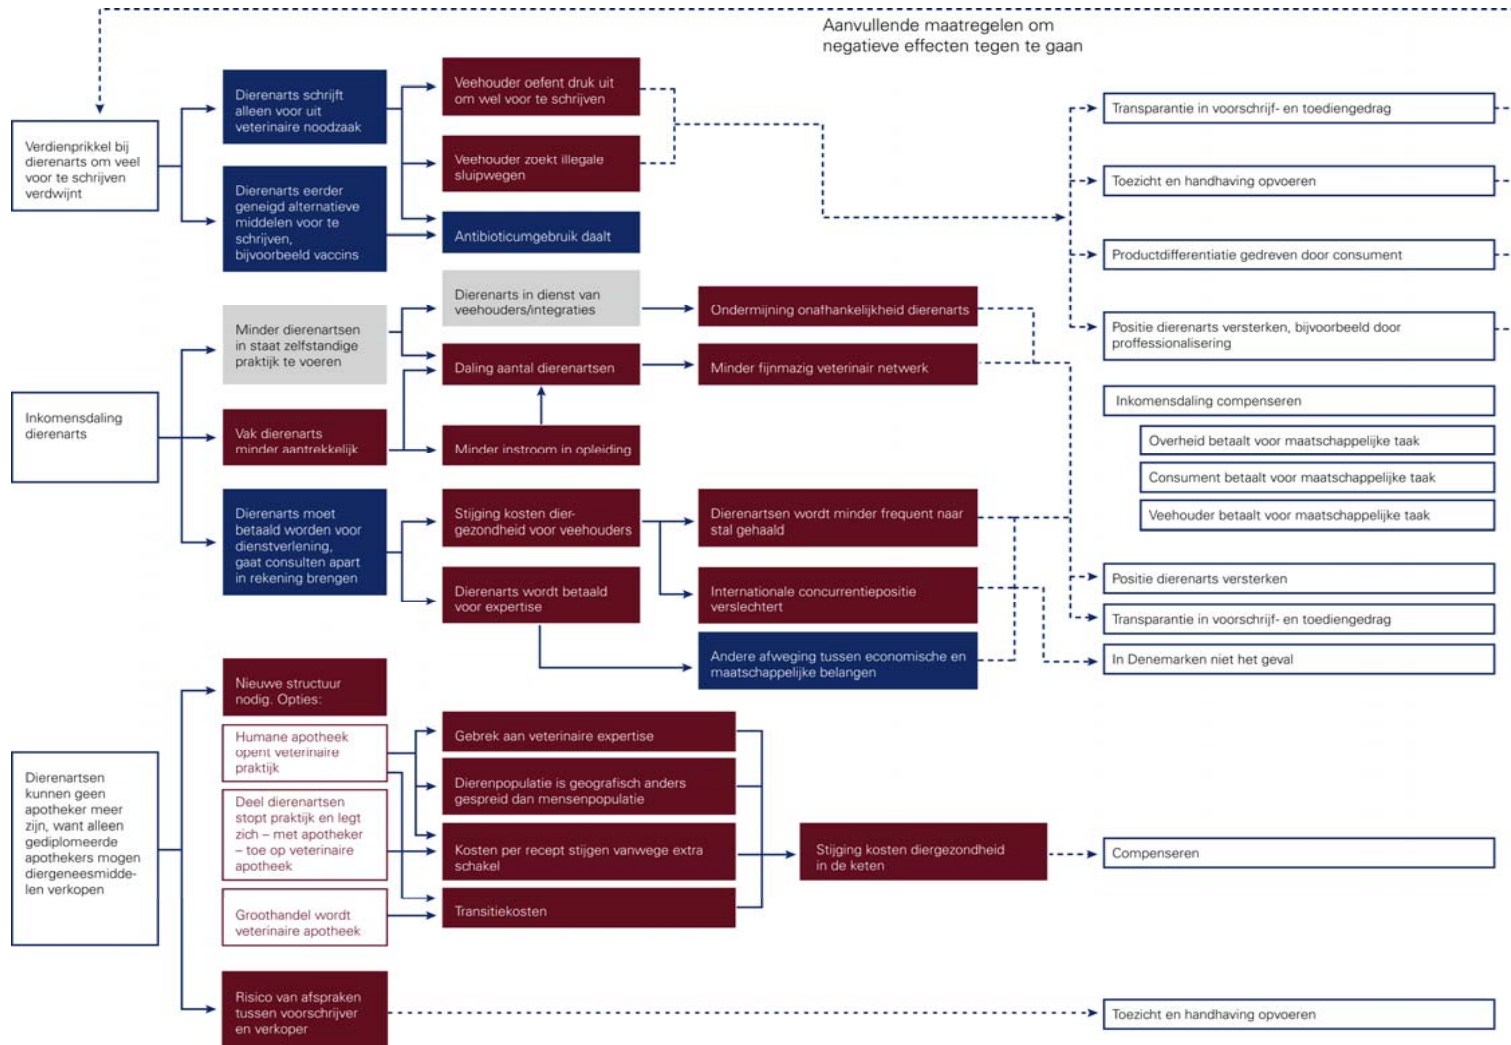 Aanvullende maatregelen om
negatieve effecten tegen te gaan
Verdienprikkel bij
dierenarts om veel
voor te schrijven
verdwijnt
Dierenarts schrijft
alleen voor uit
veterinaire noodzaak
Dierenarts eerder
geneigd alternatieve
middelen voor te
schrijven,
bijvoorbeeld vaccins
Veehouder oefent druk uit
om wel voor te schrijven
Veehouder zoekt illegale
sluipwegen
Antibioticumgebruik daalt
Transparantie in voorschrijf- en toediengedrag
Toezicht en handhaving opvoeren
Productdifferentiatie gedreven door consument
Positie dierenarts versterken, bijvoorbeeld door
proffessionalisering
Inkomensdaling
dierenarts
Minder dierenartsen
in staat zelfstandige
praktijk te voeren
Vak dierenarts
minder aantrekkelijk
Dierenarts moet
betaald worden voor
dienstverlening,
gaat consulten apart
in rekening brengen
Dierenarts in dienst van
veehouders/integraties
Daling aantal dierenartsen
Minder instroom in opleiding
Stijging kosten dier-
gezondheid voor veehouders
Dierenarts wordt betaald
voor expertise
Ondermijning onafhankelijkheid dierenarts
Minder fijnmazig veterinair netwerk
Dierenartsen wordt minder frequent naar
stal gehaald
Internationale concurrentiepositie
verslechtert
Andere afweging tussen economische en
maatschappelijke belangen
Inkomensdaling compenseren
Overheid betaalt voor maatschappelijke taak
Consument betaalt voor maatschappelijke taak
Veehouder betaalt voor maatschappelijke taak
Positie dierenarts versterken
Transparantie in voorschrijf- en toediengedrag
In Denemarken niet het geval
Dierenartsen
kunnen geen
apotheker meer
zijn, want alleen
gediplomeerde
apothekers mogen
diergeneesmidde-
len verkopen
Nieuwe structuur
nodig. Opties:
Humane apotheek
opent veterinaire
praktijk
Deel dierenartsen
stopt praktijk en legt
zich – met apotheker
– toe op veterinaire
apotheek
Groothandel wordt
veterinaire apotheek
Risico van afspraken
tussen voorschrijver
en verkoper
Gebrek aan veterinaire expertise
Dierenpopulatie is geografisch anders
gespreid dan mensenpopulatie
Kosten per recept stijgen vanwege extra
schakel
Transitiekosten
Stijging kosten diergezondheid
in de keten
Compenseren
Toezicht en handhaving opvoeren